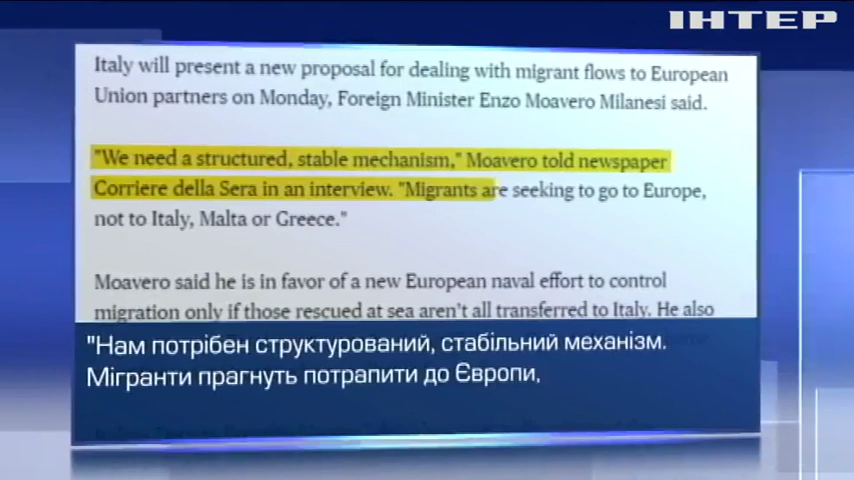 ІНТЕР
Italy will present a new proposal for dealing with migrant flows to European
Union partners on Monday, Foreign Minister Enzo Moavero Milanesi said.
"We need a structured, stable mechanism," Moavero told newspaper
Corriere della Sera in an interview. "Migrants are seeking to go to Europe,
not to Italy, Malta or Greece."
Moavero said he is in favor of a new European naval effort to control
migration only if those rescued at sea aren't all transferred to Italy. He also
"Нам потрібен структурований, стабільний механізм.
Мігранти прагнуть потрапити до Європи,